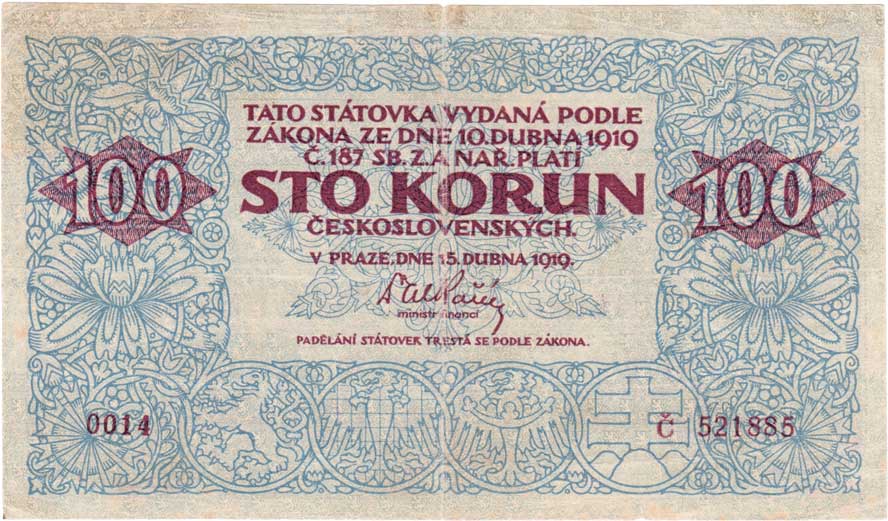 TATO STÁTOVKA VYDANÁ PODLE
ZÁKONA ZE DNE 10. DUBNA 1919
Č. 187 SB. Z. A NAŘ. PLATÍ
100 STO KORUN 100
ČESKOSLOVENSKÝCH.
V PRAZE, DNE 15. DUBNA 1919.
ministr financí
PADĚLÁNÍ STÁTOVEK TRESTÁ SE PODLE ZÁKONA.
0014 Č 521885